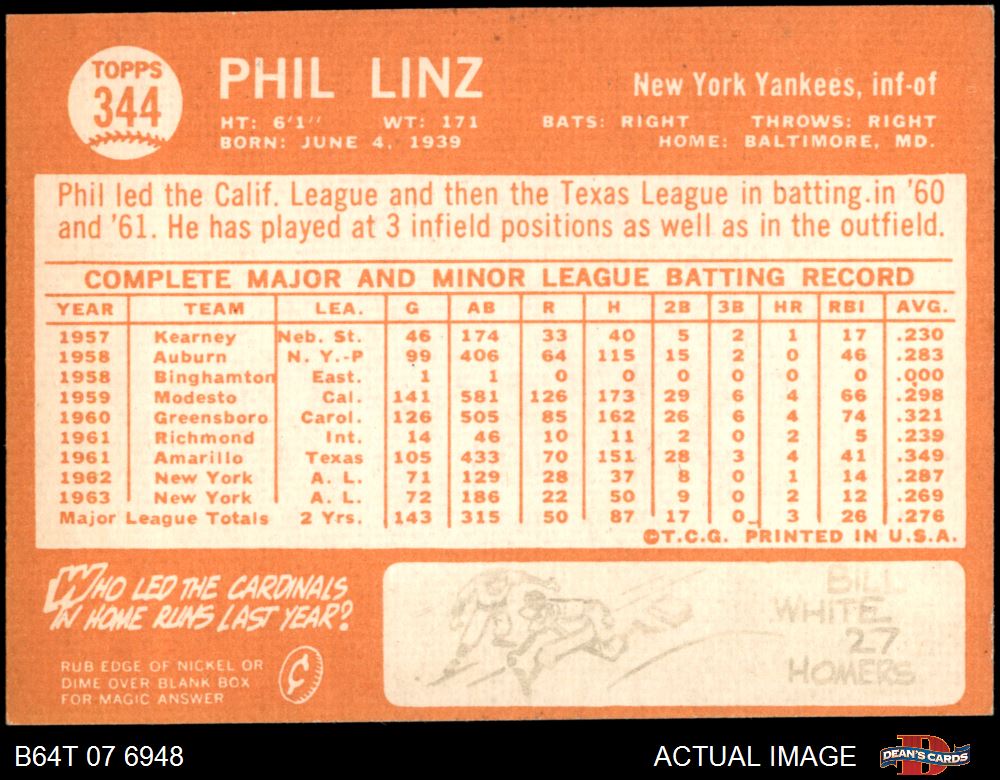 TOPPS
344
PHIL LINZ
New York Yankees, inf-of
HT: 6'1" WT: 171 BATS: RIGHT THROWS: RIGHT
BORN: JUNE 4, 1939 HOME: BALTIMORE, MD.
Phil led the Calif. League and then the Texas League in batting in '60
and '61. He has played at 3 infield positions as well as in the outfield.
COMPLETE MAJOR AND MINOR LEAGUE BATTING RECORD
YEAR TEAM LEA. G AB R H 2B 3B HR RBI AVG.
1957 Kearney Neb. St. 46 174 33 40 5 2 1 17 .230
1958 Auburn N. Y.-P 99 406 64 115 15 2 0 46 .283
1958 Binghamton East. 1 1 0 0 0 0 0 0 .000
1959 Modesto Cal. 141 581 126 173 29 6 4 66 .298
1960 Greensboro Carol. 126 505 85 162 26 6 4 74 .321
1961 Richmond Int. 14 46 10 11 2 0 2 5 .239
1961 Amarillo Texas 105 433 70 151 28 3 4 41 .349
1962 New York A. L. 71 129 28 37 8 0 1 14 .287
1963 New York A. L. 72 186 22 50 9 0 2 12 .269
Major League Totals 2 Yrs. 143 315 50 87 17 0 3 26 .276
©T.C.G. PRINTED IN U.S.A.
WHO LED THE CARDINALS
IN HOME RUNS LAST YEAR?
RUB EDGE OF NICKEL OR
DIME OVER BLANK BOX
FOR MAGIC ANSWER
¢
BILL
WHITE
27
HOMERS
B64T 07 6948
ACTUAL IMAGE
DEAN'S CARDS